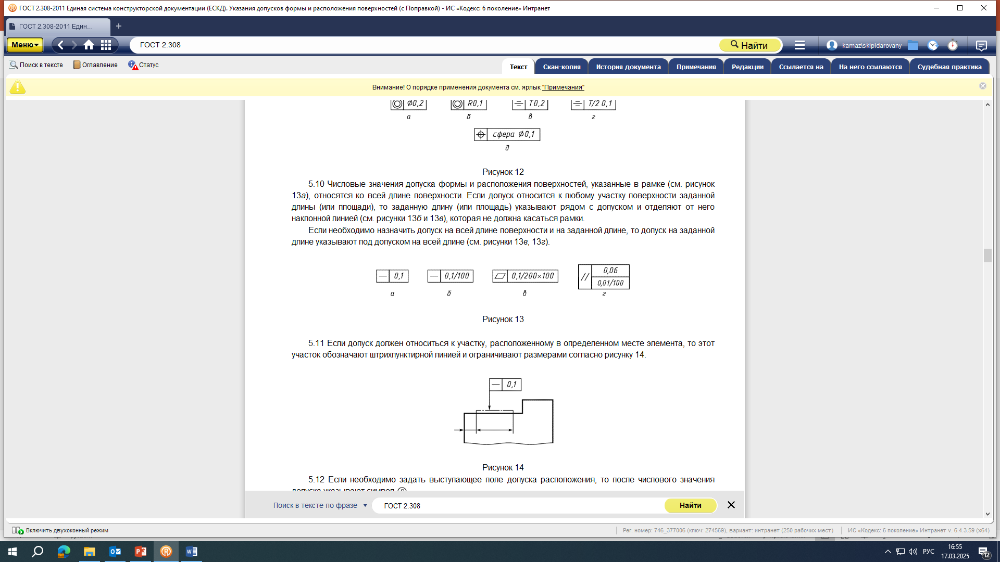 ГОСТ 2.308-2011 Единая система конструкторской документации (ЕСКД). Указания допусков формы и расположения поверхностей (с Поправкой) - ИС «Кодекс: 6 поколение» Интранет
ГОСТ 2.308-2011 Един...
Меню
ГОСТ 2.308
Найти
kamaz\skipidarovany
Поиск в тексте
Оглавление
Статус
Текст
Скан-копия
История документа
Примечания
Редакции
Ссылается на
На него ссылаются
Судебная практика
Внимание! О порядке применения документа см. ярлык "Примечания"
Ø0,2 R0,1 T 0,2 T/2 0,1
а б в г
сфера Ø0,1
д
Рисунок 12
5.10 Числовые значения допуска формы и расположения поверхностей, указанные в рамке (см. рисунок
13а), относятся ко всей длине поверхности. Если допуск относится к любому участку поверхности заданной
длины (или площади), то заданную длину (или площадь) указывают рядом с допуском и отделяют от него
наклонной линией (см. рисунки 13б и 13в), которая не должна касаться рамки.
Если необходимо назначить допуск на всей длине поверхности и на заданной длине, то допуск на заданной
длине указывают под допуском на всей длине (см. рисунки 13в, 13г).
0,1 0,1/100 0,1/200×100 0,06
0,01/100
а б в г
Рисунок 13
5.11 Если допуск должен относиться к участку, расположенному в определенном месте элемента, то этот
участок обозначают штрихпунктирной линией и ограничивают размерами согласно рисунку 14.
0,1
Рисунок 14
5.12 Если необходимо задать выступающее поле допуска расположения, то после числового значения
допуска указывают символ
Поиск в тексте по фразе
ГОСТ 2.308
Найти
Включить двухоконный режим
Рег. номер: 746_377006 (ключ: 274569), вариант: интранет (250 рабочих мест)
ИС «Кодекс: 6 поколение» Интранет v. 6.4.3.59 (x64)
РУС
16:55
17.03.2025
12